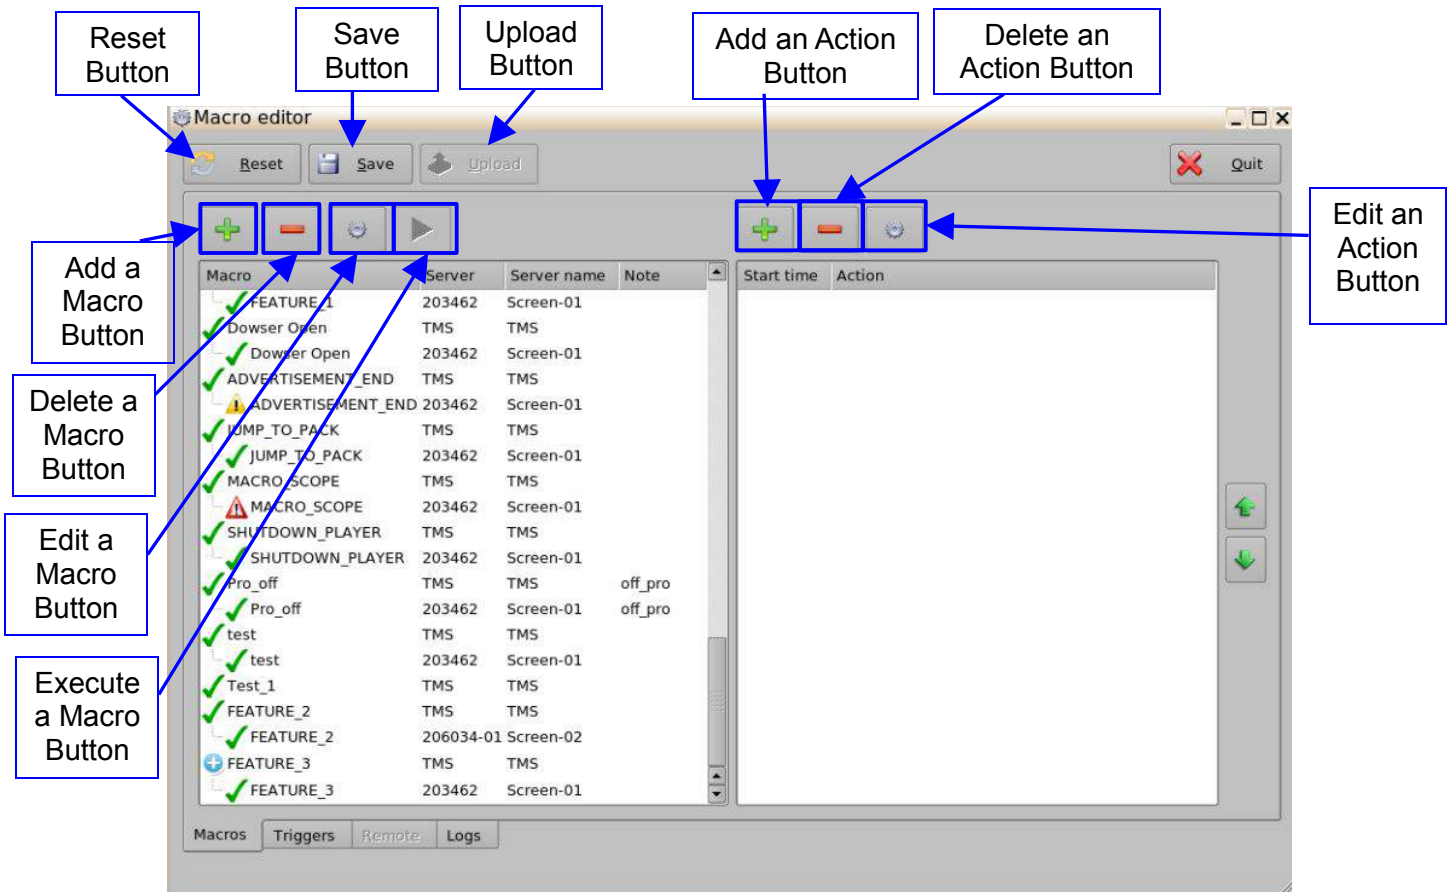 Reset
Button
Save
Button
Upload
Button
Add an Action
Button
Delete an
Action Button
Macro editor
Reset
Save
Upload
Quit
Edit an
Action
Button
Add a
Macro
Button
Delete a
Macro
Button
Edit a
Macro
Button
Execute
a Macro
Button
Macro Server Server name Note
FEATURE_1 203462 Screen-01
Dowser Open TMS TMS
Dowser Open 203462 Screen-01
ADVERTISEMENT_END TMS TMS
ADVERTISEMENT_END 203462 Screen-01
JUMP_TO_PACK TMS TMS
JUMP_TO_PACK 203462 Screen-01
MACRO_SCOPE TMS TMS
MACRO_SCOPE 203462 Screen-01
SHUTDOWN_PLAYER TMS TMS
SHUTDOWN_PLAYER 203462 Screen-01
Pro_off TMS TMS off_pro
Pro_off 203462 Screen-01 off_pro
test TMS TMS
test 203462 Screen-01
Test_1 TMS TMS
FEATURE_2 TMS TMS
FEATURE_2 206034-01 Screen-02
FEATURE_3 TMS TMS
FEATURE_3 203462 Screen-01
Start time Action
Macros Triggers Remote Logs